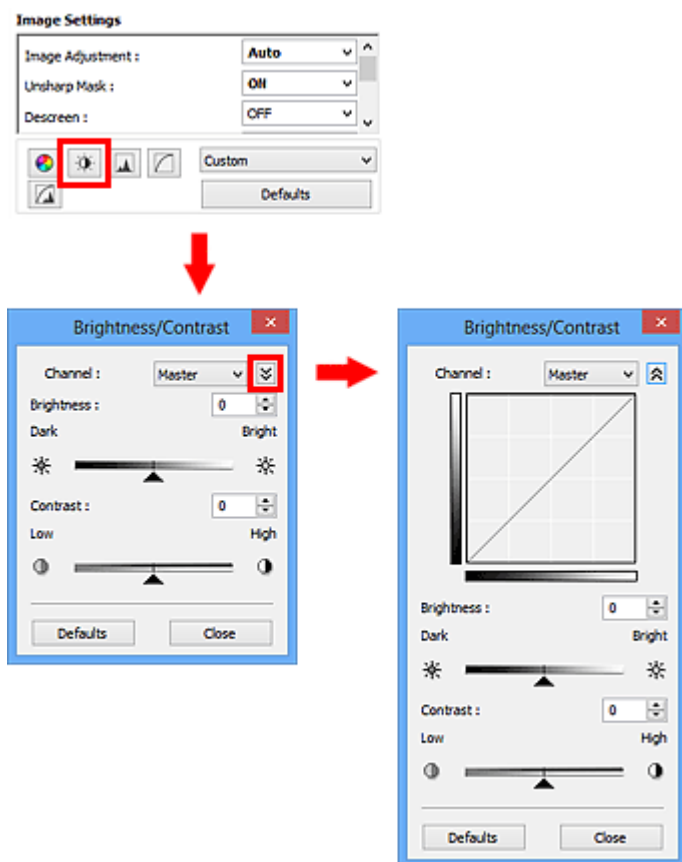 Image Settings
Image Adjustment : Auto
Unsharp Mask : ON
Descreen : OFF
Custom
Defaults
Brightness/Contrast
Channel : Master
Brightness : 0
Dark Bright
Contrast : 0
Low High
Defaults Close
Brightness/Contrast
Channel : Master
Brightness : 0
Dark Bright
Contrast : 0
Low High
Defaults Close